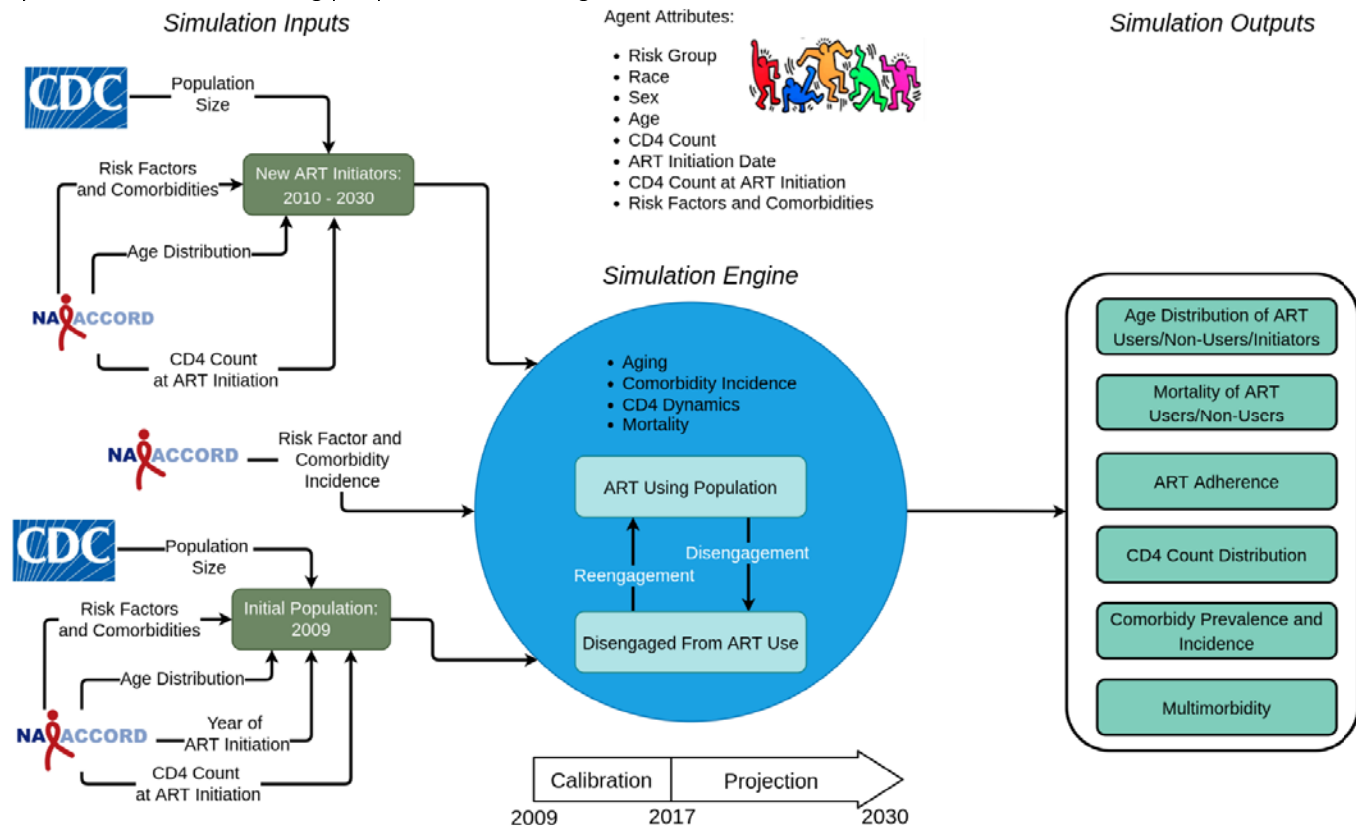 Simulation Inputs
CDC
Population
Size
Risk Factors
and Comorbidities
New ART Initiators:
2010 - 2030
Age Distribution
NA ACCORD
CD4 Count
at ART Initiation
NA ACCORD
Risk Factor and
Comorbidity
Incidence
CDC
Population
Size
Risk Factors
and Comorbidities
Initial Population:
2009
Age Distribution
NA ACCORD
Year of
ART Initiation
CD4 Count
at ART Initiation
Agent Attributes:
• Risk Group
• Race
• Sex
• Age
• CD4 Count
• ART Initiation Date
• CD4 Count at ART Initiation
• Risk Factors and Comorbidities
Simulation Engine
• Aging
• Comorbidity Incidence
• CD4 Dynamics
• Mortality
ART Using Population
Disengagement
Reengagement
Disengaged From ART Use
Calibration
Projection
2009
2017
2030
Simulation Outputs
Age Distribution of ART
Users/Non-Users/Initiators
Mortality of ART
Users/Non-Users
ART Adherence
CD4 Count Distribution
Comorbidy Prevalence and
Incidence
Multimorbidity